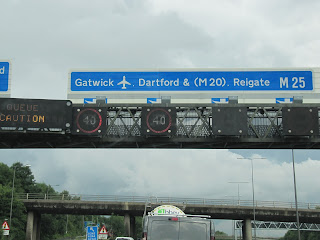 Gatwick , Dartford & (M20), Reigate M 25
QUEUE
CAUTION
40
40